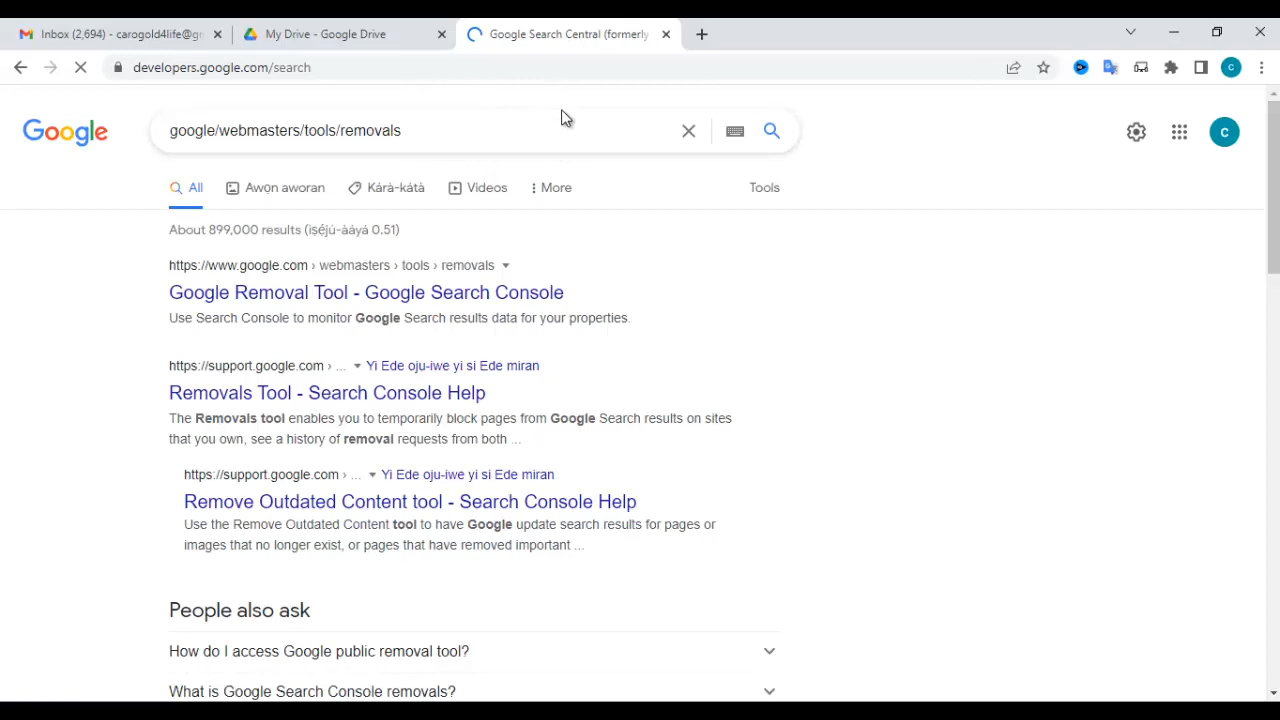 Inbox (2,694) - carogold4life@gm
My Drive - Google Drive
Google Search Central (formerly
developers.google.com/search
C
Google
google/webmasters/tools/removals
C
All
Awọn aworan
Kárà-kátà
Videos
More
Tools
About 899,000 results (ìṣẹ́jú-àáyá 0.51)
https://www.google.com › webmasters › tools › removals
Google Removal Tool - Google Search Console
Use Search Console to monitor Google Search results data for your properties.
https://support.google.com › ... Yi Ede oju-iwe yi si Ede miran
Removals Tool - Search Console Help
The Removals tool enables you to temporarily block pages from Google Search results on sites
that you own, see a history of removal requests from both ...
https://support.google.com › ... Yi Ede oju-iwe yi si Ede miran
Remove Outdated Content tool - Search Console Help
Use the Remove Outdated Content tool to have Google update search results for pages or
images that no longer exist, or pages that have removed important ...
People also ask
How do I access Google public removal tool?
What is Google Search Console removals?